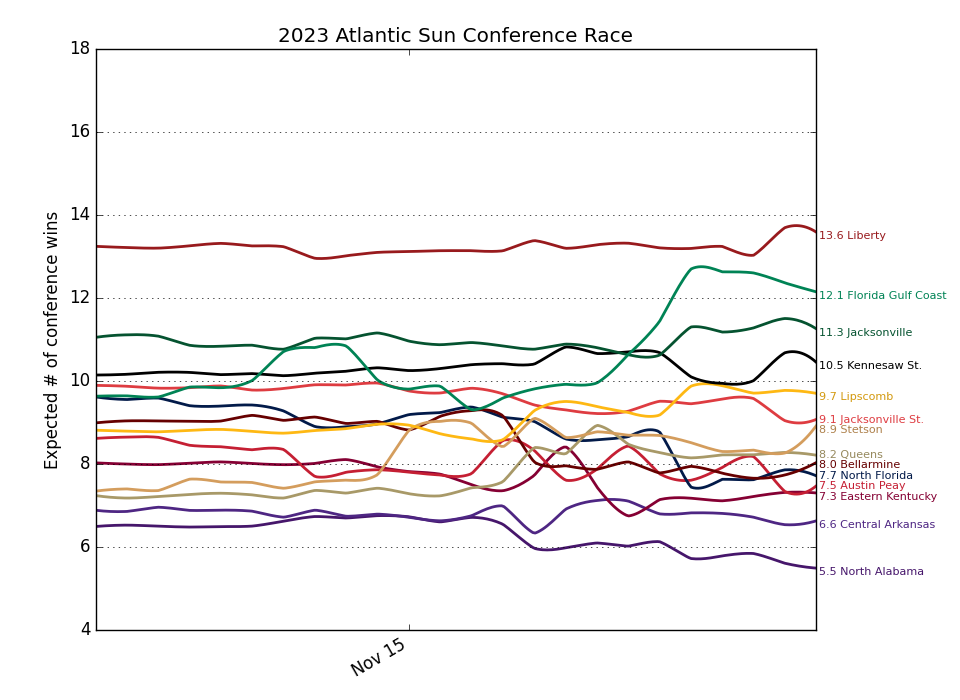 2023 Atlantic Sun Conference Race
Expected # of conference wins
18
16
14
12
10
8
6
4
Nov 15
13.6 Liberty
12.1 Florida Gulf Coast
11.3 Jacksonville
10.5 Kennesaw St.
9.7 Lipscomb
9.1 Jacksonville St.
8.9 Stetson
8.2 Queens
8.0 Bellarmine
7.7 North Florida
7.5 Austin Peay
7.3 Eastern Kentucky
6.6 Central Arkansas
5.5 North Alabama